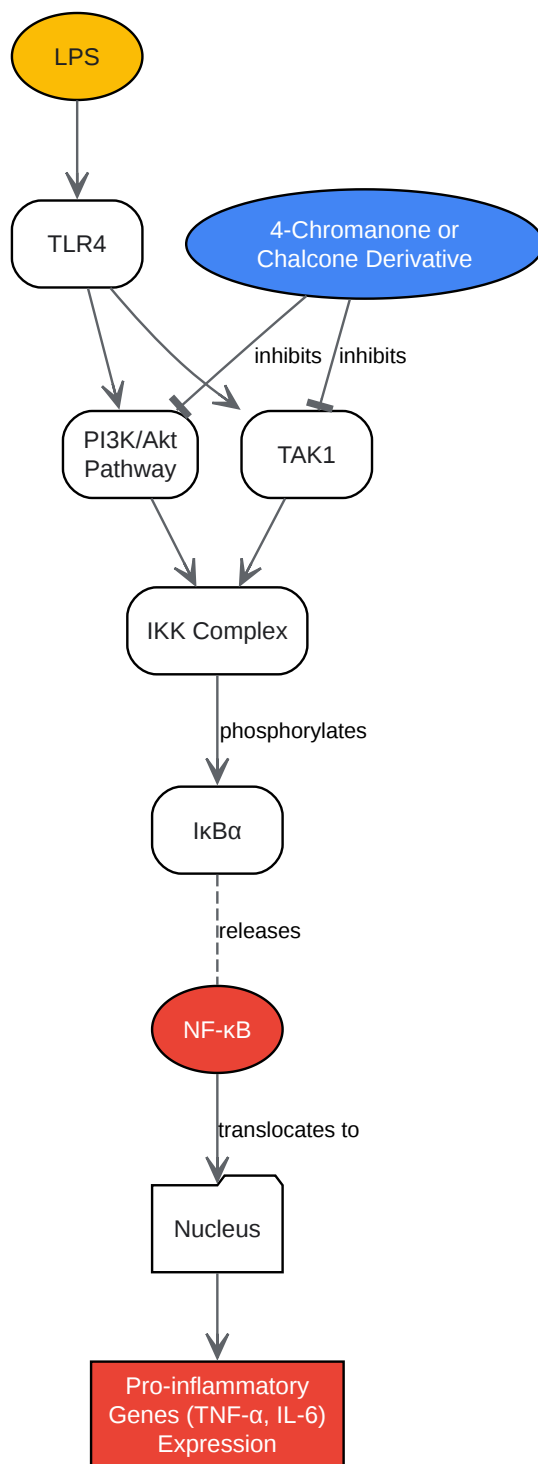 LPS
TLR4
4-Chromanone or
Chalcone Derivative
inhibits
inhibits
PI3K/Akt
Pathway
TAK1
IKK Complex
phosphorylates
IκBα
releases
NF-κB
translocates to
Nucleus
Pro-inflammatory
Genes (TNF-α, IL-6)
Expression